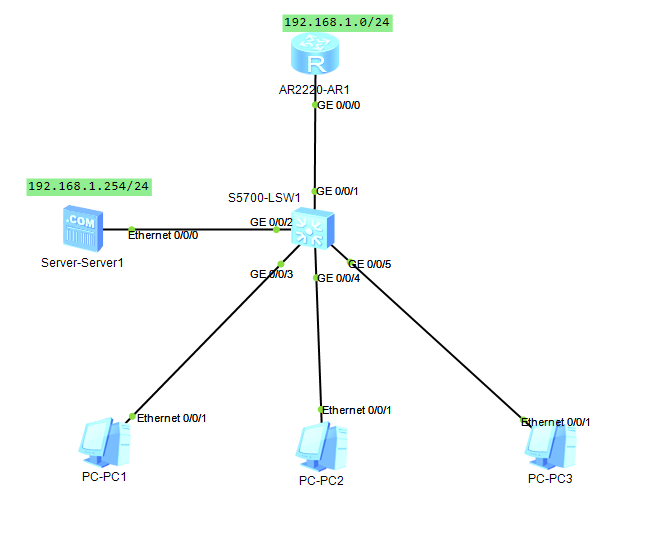 192.168.1.0/24
R
AR2220-AR1
GE 0/0/0
GE 0/0/1
192.168.1.254/24
S5700-LSW1
.COM
Ethernet 0/0/0
GE 0/0/2
Server-Server1
GE 0/0/3
GE 0/0/4
GE 0/0/5
Ethernet 0/0/1
Ethernet 0/0/1
Ethernet 0/0/1
PC-PC1
PC-PC2
PC-PC3